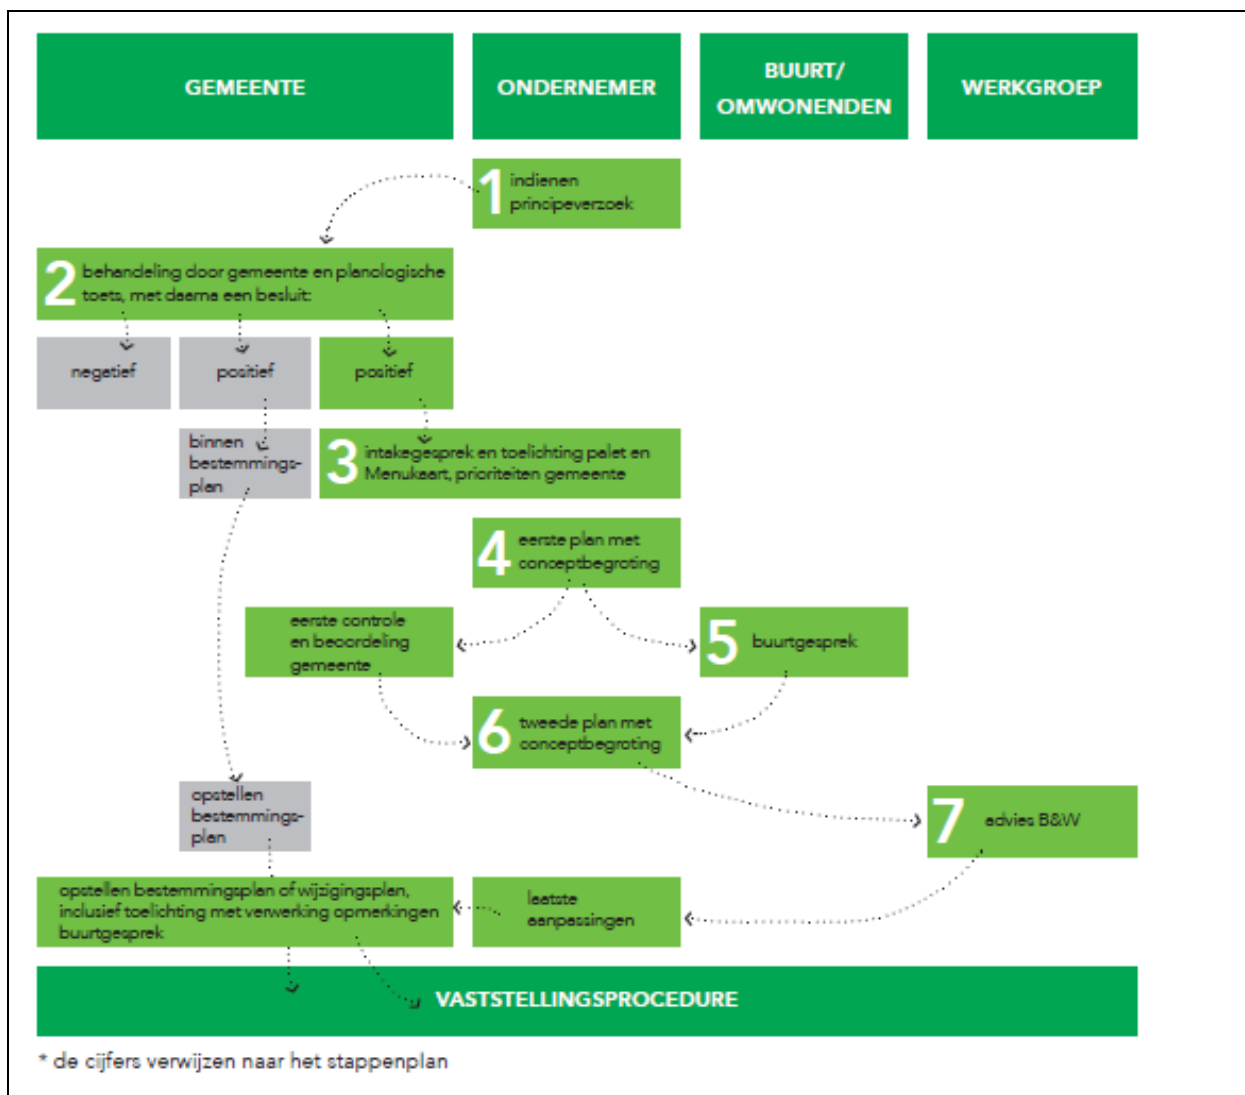 GEMEENTE
ONDERNEMER
BUURT/
OMWONENDEN
WERKGROEP
1 indienen
principeverzoek
2 behandeling door gemeente en planologische
toets, met daarna een besluit:
negatief
positief
positief
binnen
bestemmings-
plan
3 intakegesprek en toelichting palet en
Menukaart, prioriteiten gemeente
4 eerste plan met
conceptbegroting
eerste controle
en beoordeling
gemeente
5 buurtgesprek
6 tweede plan met
conceptbegroting
opstellen
bestemmings-
plan
7 advies B&W
opstellen bestemmingsplan of wijzigingsplan,
inclusief toelichting met verwerking opmerkingen
buurtgesprek
laatste
aanpassingen
VASTSTELLINGSPROCEDURE
* de cijfers verwijzen naar het stappenplan